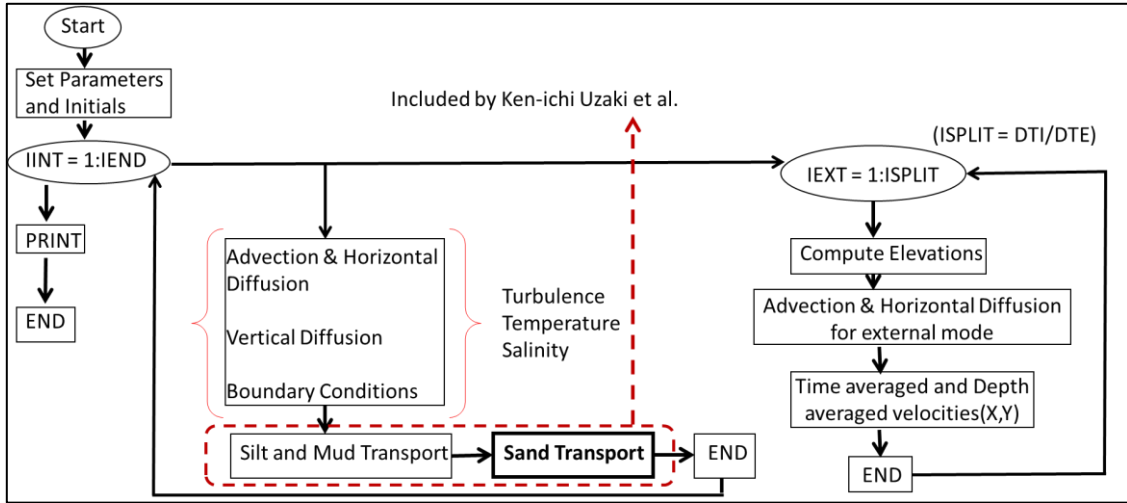 Start
Set Parameters
and Initials
IINT = 1:IEND
PRINT
END
Included by Ken-ichi Uzaki et al.
(ISPLIT = DTI/DTE)
IEXT = 1:ISPLIT
Advection & Horizontal
Diffusion
Vertical Diffusion
Boundary Conditions
Turbulence
Temperature
Salinity
Silt and Mud Transport
Sand Transport
END
Compute Elevations
Advection & Horizontal Diffusion
for external mode
Time averaged and Depth
averaged velocities(X,Y)
END